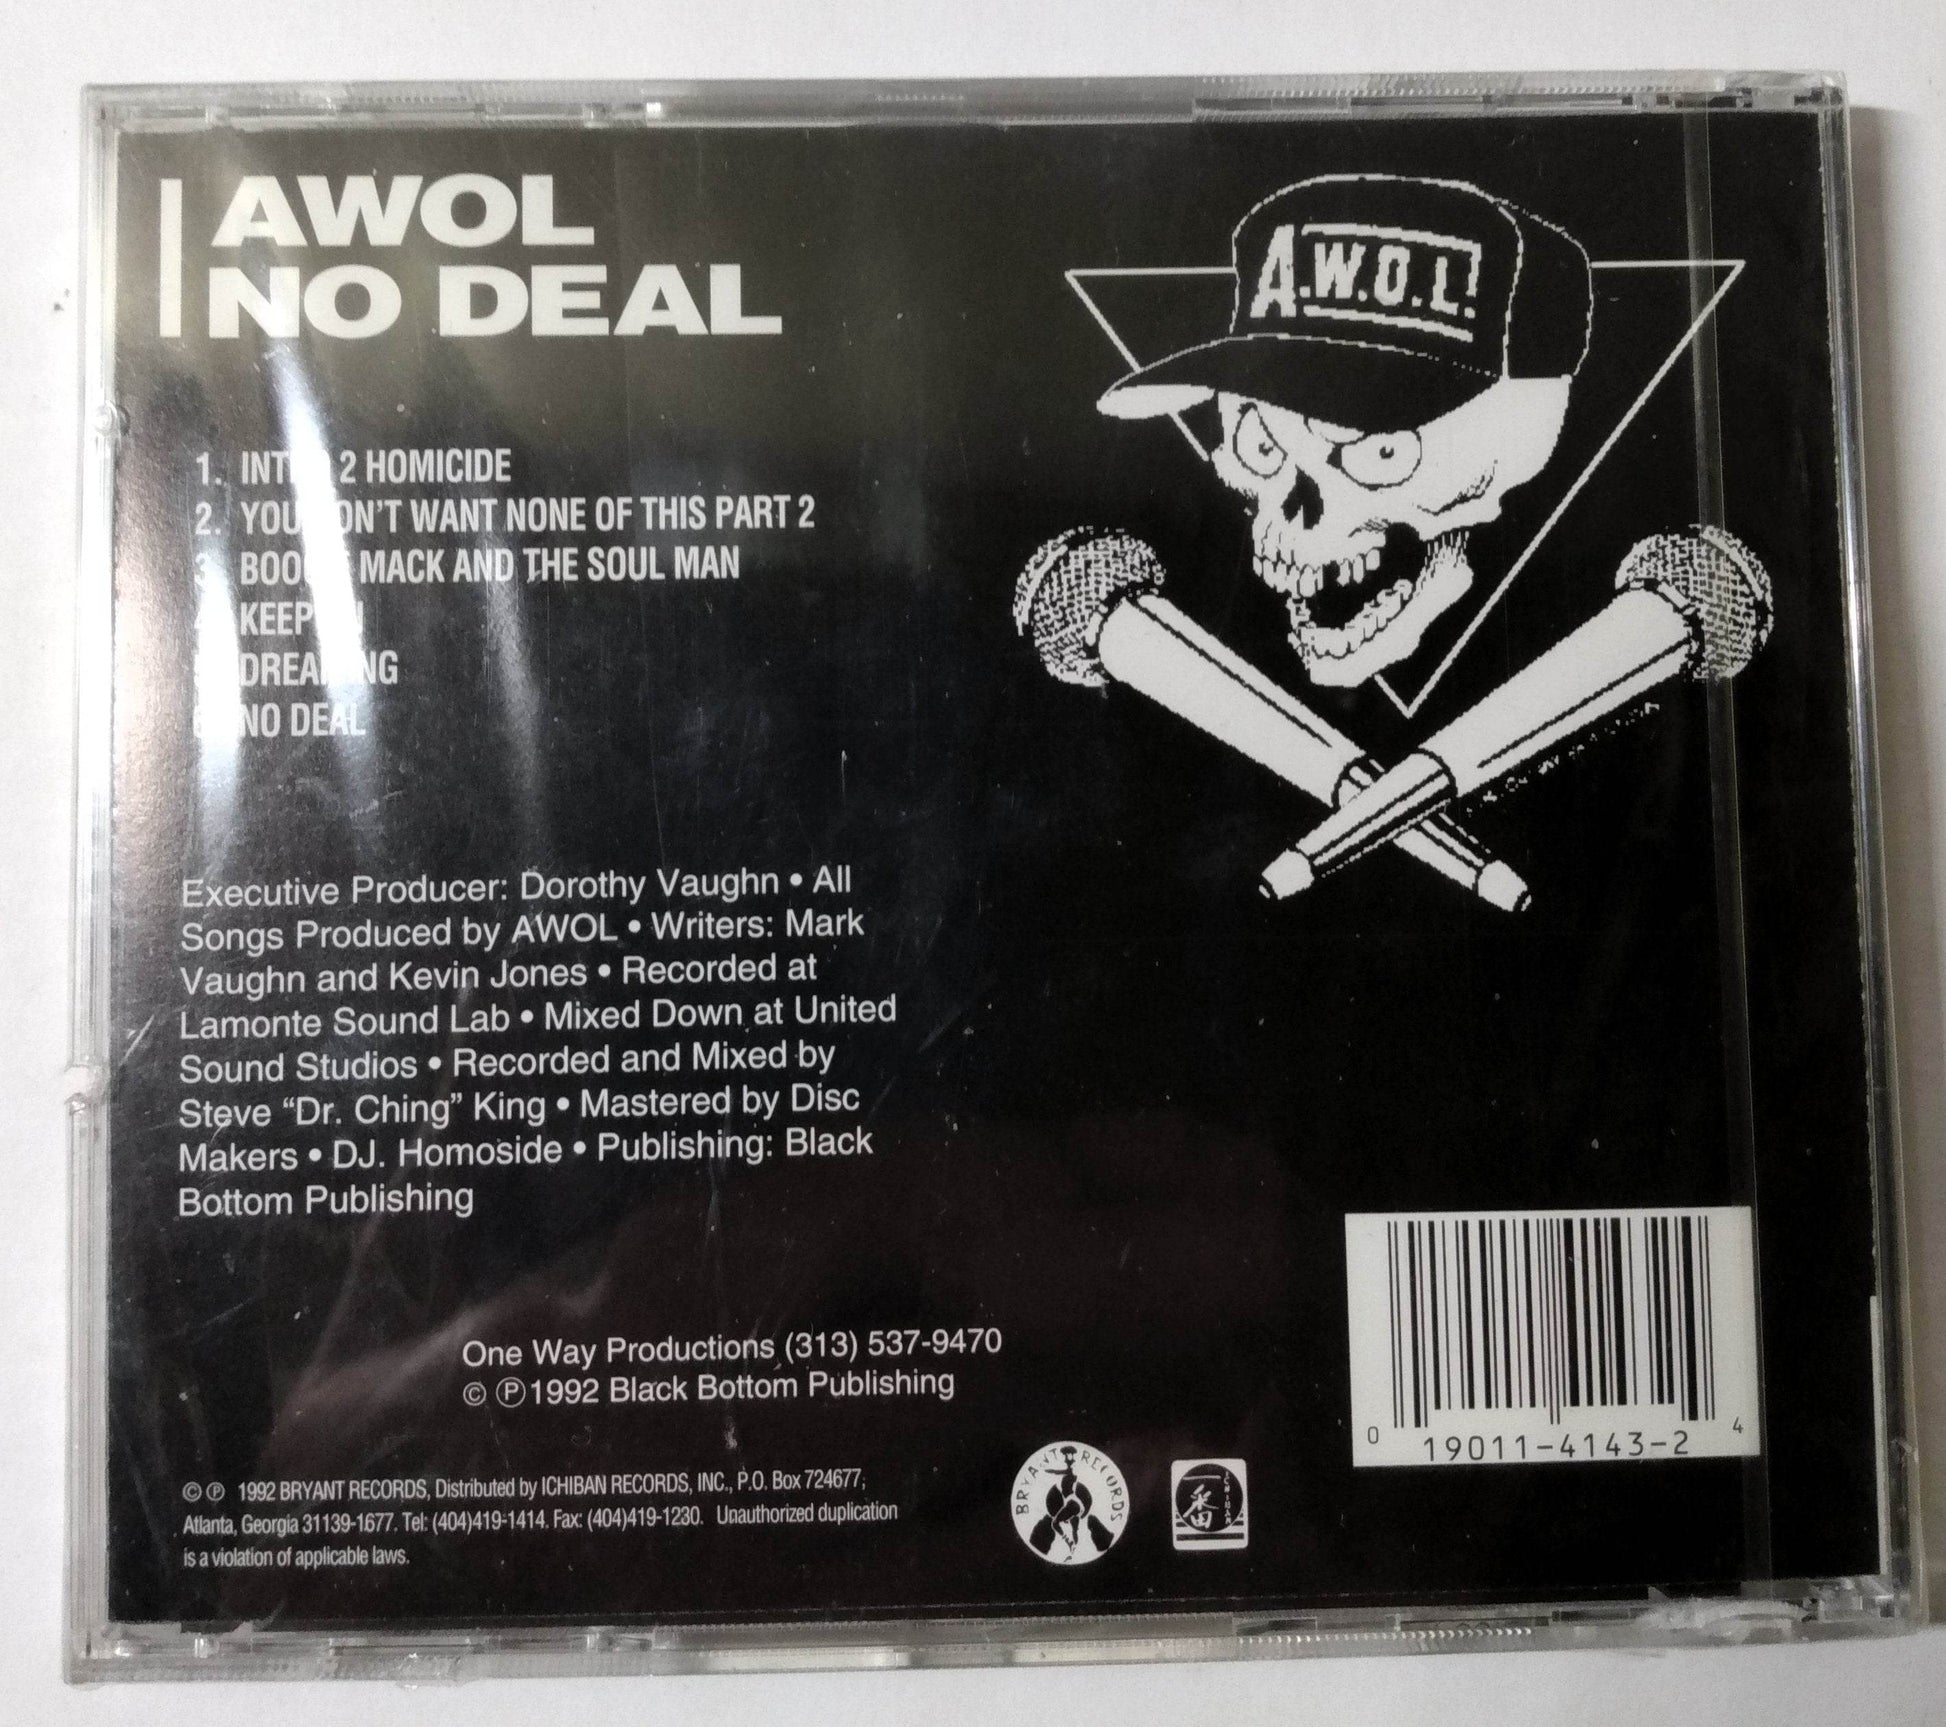 AWOL
NO DEAL
1. 2 HOMICIDE
2. WANT NONE OF THIS PART 2
MACK AND THE SOUL MAN
KEEP
NO DEAL
A.W.O.L!
Executive Producer: Dorothy Vaughn • All
Songs Produced by AWOL • Writers: Mark
Vaughn and Kevin Jones • Recorded at
Lamonte Sound Lab • Mixed Down at United
Sound Studios • Recorded and Mixed by
Steve “Dr. Ching” King • Mastered by Disc
Makers • DJ. Homoside • Publishing: Black
Bottom Publishing
One Way Productions (313) 537-9470
© ℗ 1992 Black Bottom Publishing
© ℗ 1992 BRYANT RECORDS, Distributed by ICHIBAN RECORDS, INC., P.O. Box 724677,
Atlanta, Georgia 31139-1677. Tel: (404)419-1414. Fax: (404)419-1230. Unauthorized duplication
is a violation of applicable laws.
BRYANT RECORDS
一番
ICHIBAN
0 19011-4143-2 4